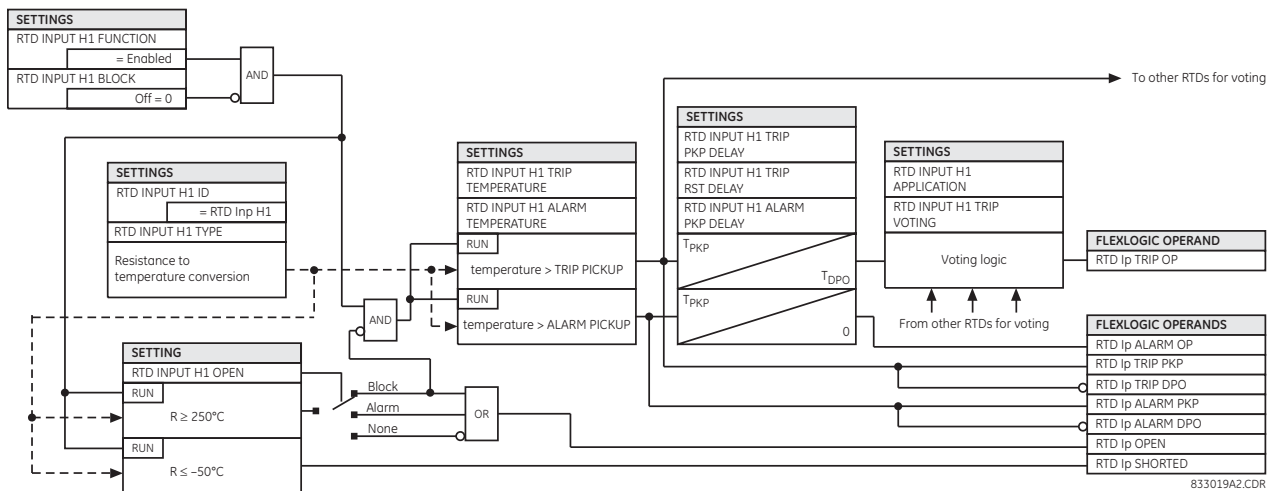 SETTINGS
RTD INPUT H1 FUNCTION
= Enabled
RTD INPUT H1 BLOCK
Off = 0
AND
To other RTDs for voting
SETTINGS
RTD INPUT H1 ID
= RTD Inp H1
RTD INPUT H1 TYPE
Resistance to
temperature conversion
SETTINGS
RTD INPUT H1 TRIP
TEMPERATURE
RTD INPUT H1 ALARM
TEMPERATURE
RUN
temperature > TRIP PICKUP
RUN
temperature > ALARM PICKUP
AND
SETTINGS
RTD INPUT H1 TRIP
PKP DELAY
RTD INPUT H1 TRIP
RST DELAY
RTD INPUT H1 ALARM
PKP DELAY
TPKP
TDPO
TPKP
0
SETTINGS
RTD INPUT H1
APPLICATION
RTD INPUT H1 TRIP
VOTING
Voting logic
From other RTDs for voting
FLEXLOGIC OPERAND
RTD Ip TRIP OP
FLEXLOGIC OPERANDS
RTD Ip ALARM OP
RTD Ip TRIP PKP
RTD Ip TRIP DPO
RTD Ip ALARM PKP
RTD Ip ALARM DPO
RTD Ip OPEN
RTD Ip SHORTED
SETTING
RTD INPUT H1 OPEN
RUN
R ≥ 250°C
RUN
R ≤ –50°C
Block
Alarm
None
OR
833019A2.CDR